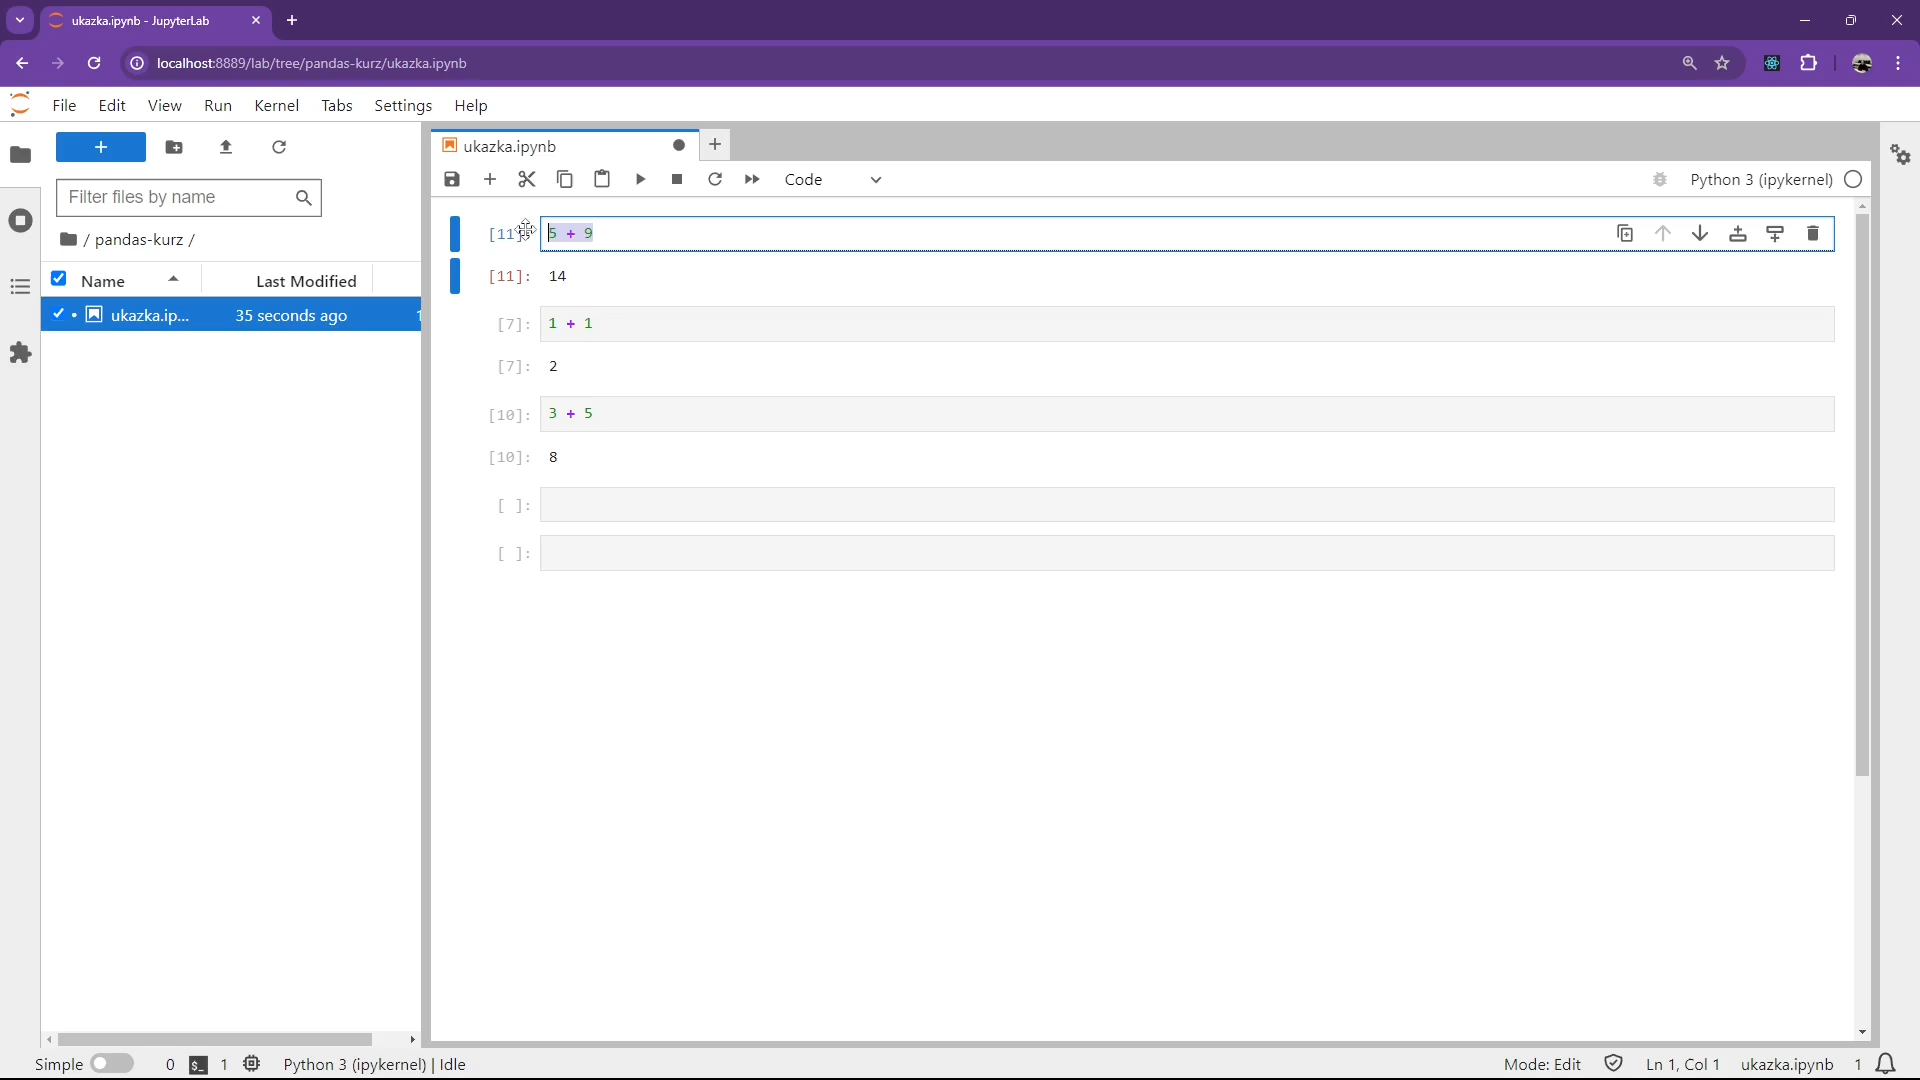 ukazka.ipynb - JupyterLab
localhost:8889/lab/tree/pandas-kurz/ukazka.ipynb
File Edit View Run Kernel Tabs Settings Help
+
Filter files by name
/ pandas-kurz /
Name Last Modified
ukazka.ip... 35 seconds ago 1
ukazka.ipynb
Code Python 3 (ipykernel)
[11]: 5 + 9
[11]: 14
[7]: 1 + 1
[7]: 2
[10]: 3 + 5
[10]: 8
[ ]:
[ ]:
Simple 0 $_ 1 Python 3 (ipykernel) | Idle Mode: Edit Ln 1, Col 1 ukazka.ipynb 1